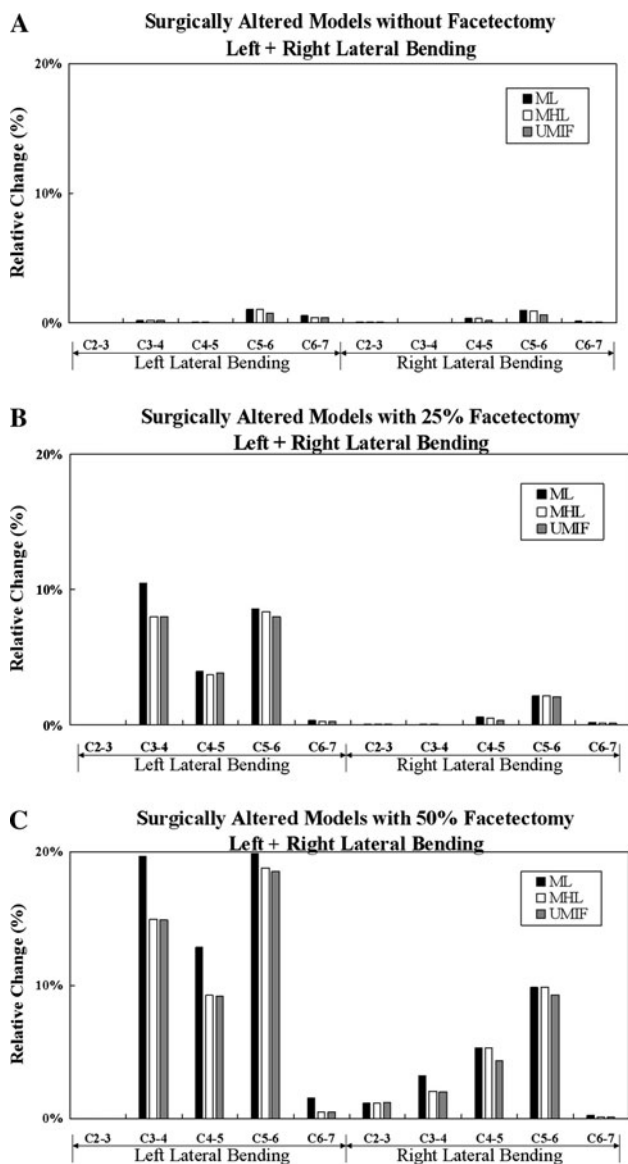 A
Surgically Altered Models without Facetectomy
Left + Right Lateral Bending
20%
ML
MHL
UMIF
Relative Change (%)
10%
0%
C2-3 C3-4 C4-5 C5-6 C6-7 C2-3 C3-4 C4-5 C5-6 C6-7
Left Lateral Bending Right Lateral Bending
B
Surgically Altered Models with 25% Facetectomy
Left + Right Lateral Bending
20%
ML
MHL
UMIF
Relative Change (%)
10%
0%
C2-3 C3-4 C4-5 C5-6 C6-7 C2-3 C3-4 C4-5 C5-6 C6-7
Left Lateral Bending Right Lateral Bending
C
Surgically Altered Models with 50% Facetectomy
Left + Right Lateral Bending
20%
ML
MHL
UMIF
Relative Change (%)
10%
0%
C2-3 C3-4 C4-5 C5-6 C6-7 C2-3 C3-4 C4-5 C5-6 C6-7
Left Lateral Bending Right Lateral Bending